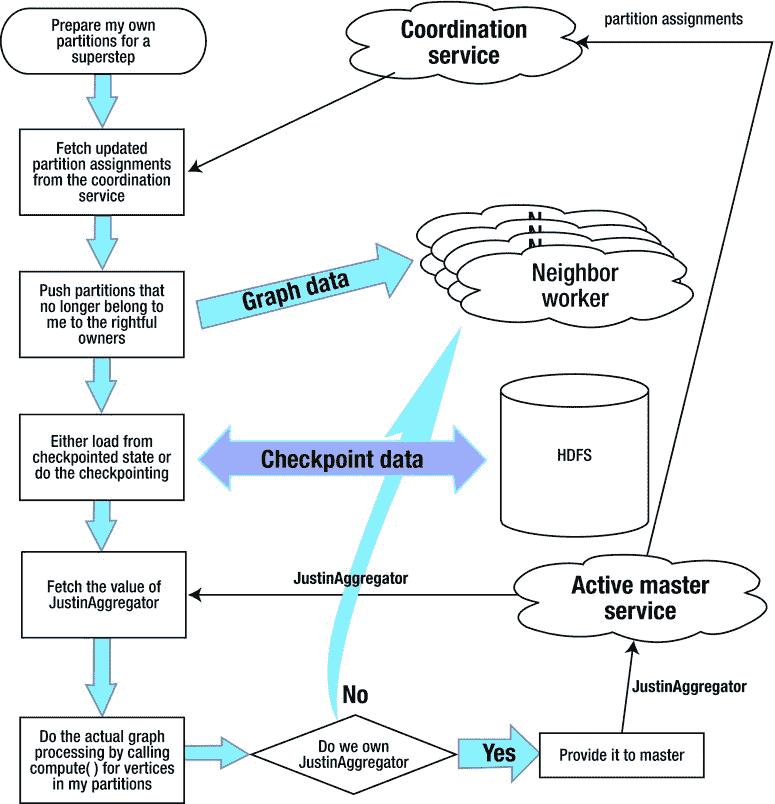 Prepare my own
partitions for a
superstep
Coordination
service
partition assignments
Fetch updated
partition assignments
from the coordination
service
Push partitions that
no longer belong to
me to the rightful
owners
Graph data
N
N
N
Neighbor
worker
Either load from
checkpointed state or
do the checkpointing
Checkpoint data
HDFS
Fetch the value of
JustinAggregator
JustinAggregator
Active master
service
JustinAggregator
No
Do the actual graph
processing by calling
compute( ) for vertices
in my partitions
Do we own
JustinAggregator
Yes
Provide it to master